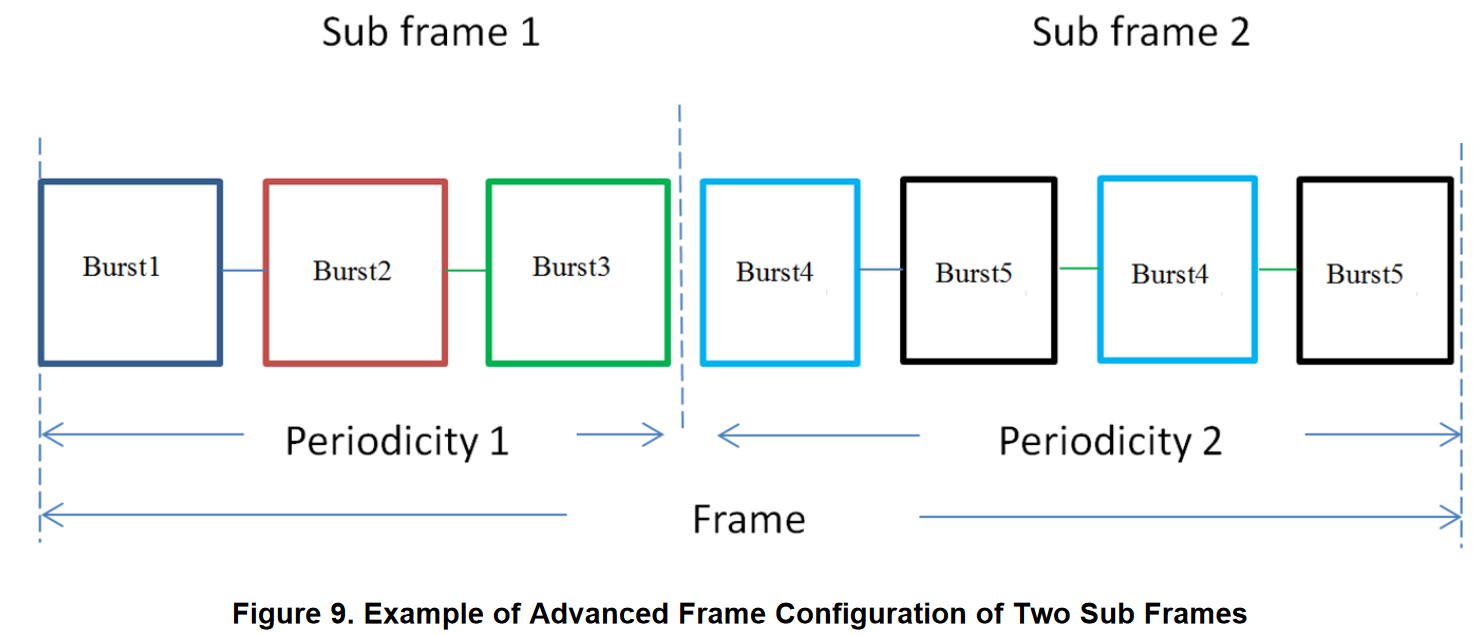 Sub frame 1
Sub frame 2
Burst1
Burst2
Burst3
Burst4
Burst5
Burst4
Burst5
Periodicity 1
Periodicity 2
Frame
Figure 9. Example of Advanced Frame Configuration of Two Sub Frames